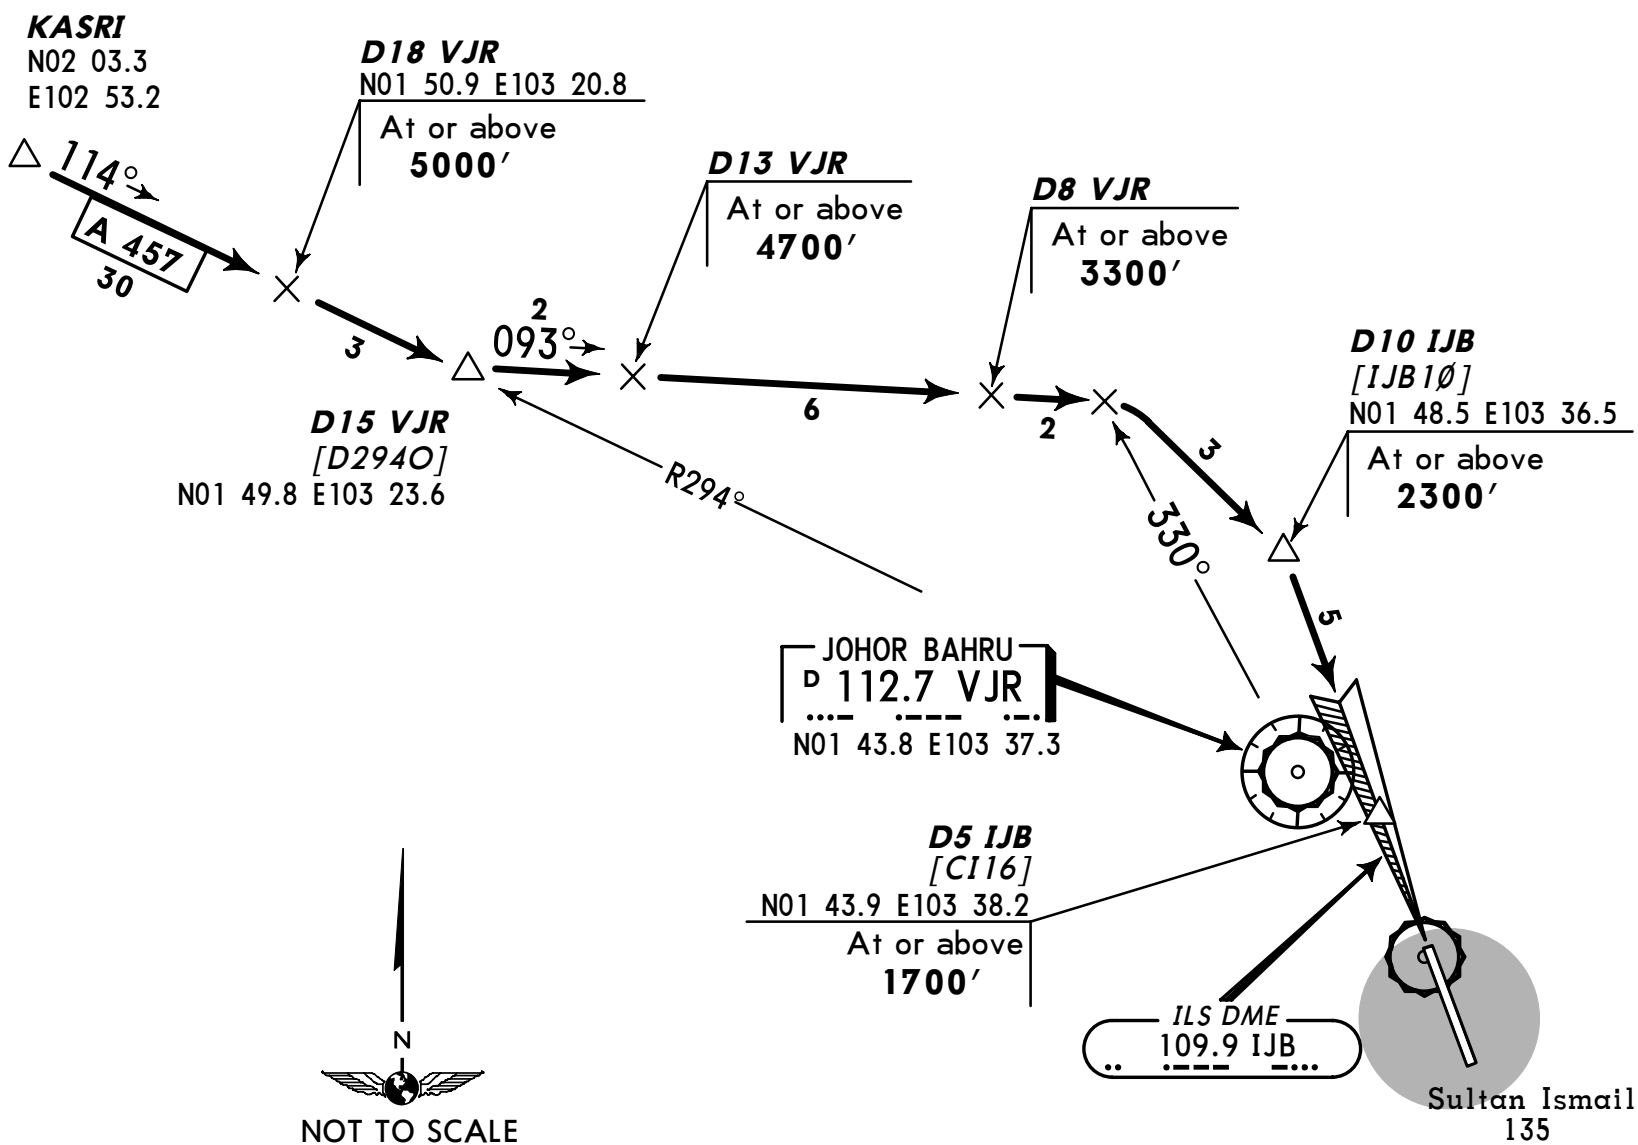 KASRI
N02 03.3
E102 53.2
D18 VJR
N01 50.9 E103 20.8
At or above
5000′
114°
A 457
30
3
D13 VJR
At or above
4700′
D8 VJR
At or above
3300′
2
093°
6
2
3
D10 IJB
[IJB1Ø]
N01 48.5 E103 36.5
At or above
2300′
D15 VJR
[D294O]
N01 49.8 E103 23.6
R294°
330°
5
JOHOR BAHRU
D 112.7 VJR
N01 43.8 E103 37.3
D5 IJB
[CI16]
N01 43.9 E103 38.2
At or above
1700′
ILS DME
109.9 IJB
N
NOT TO SCALE
Sultan Ismail
135